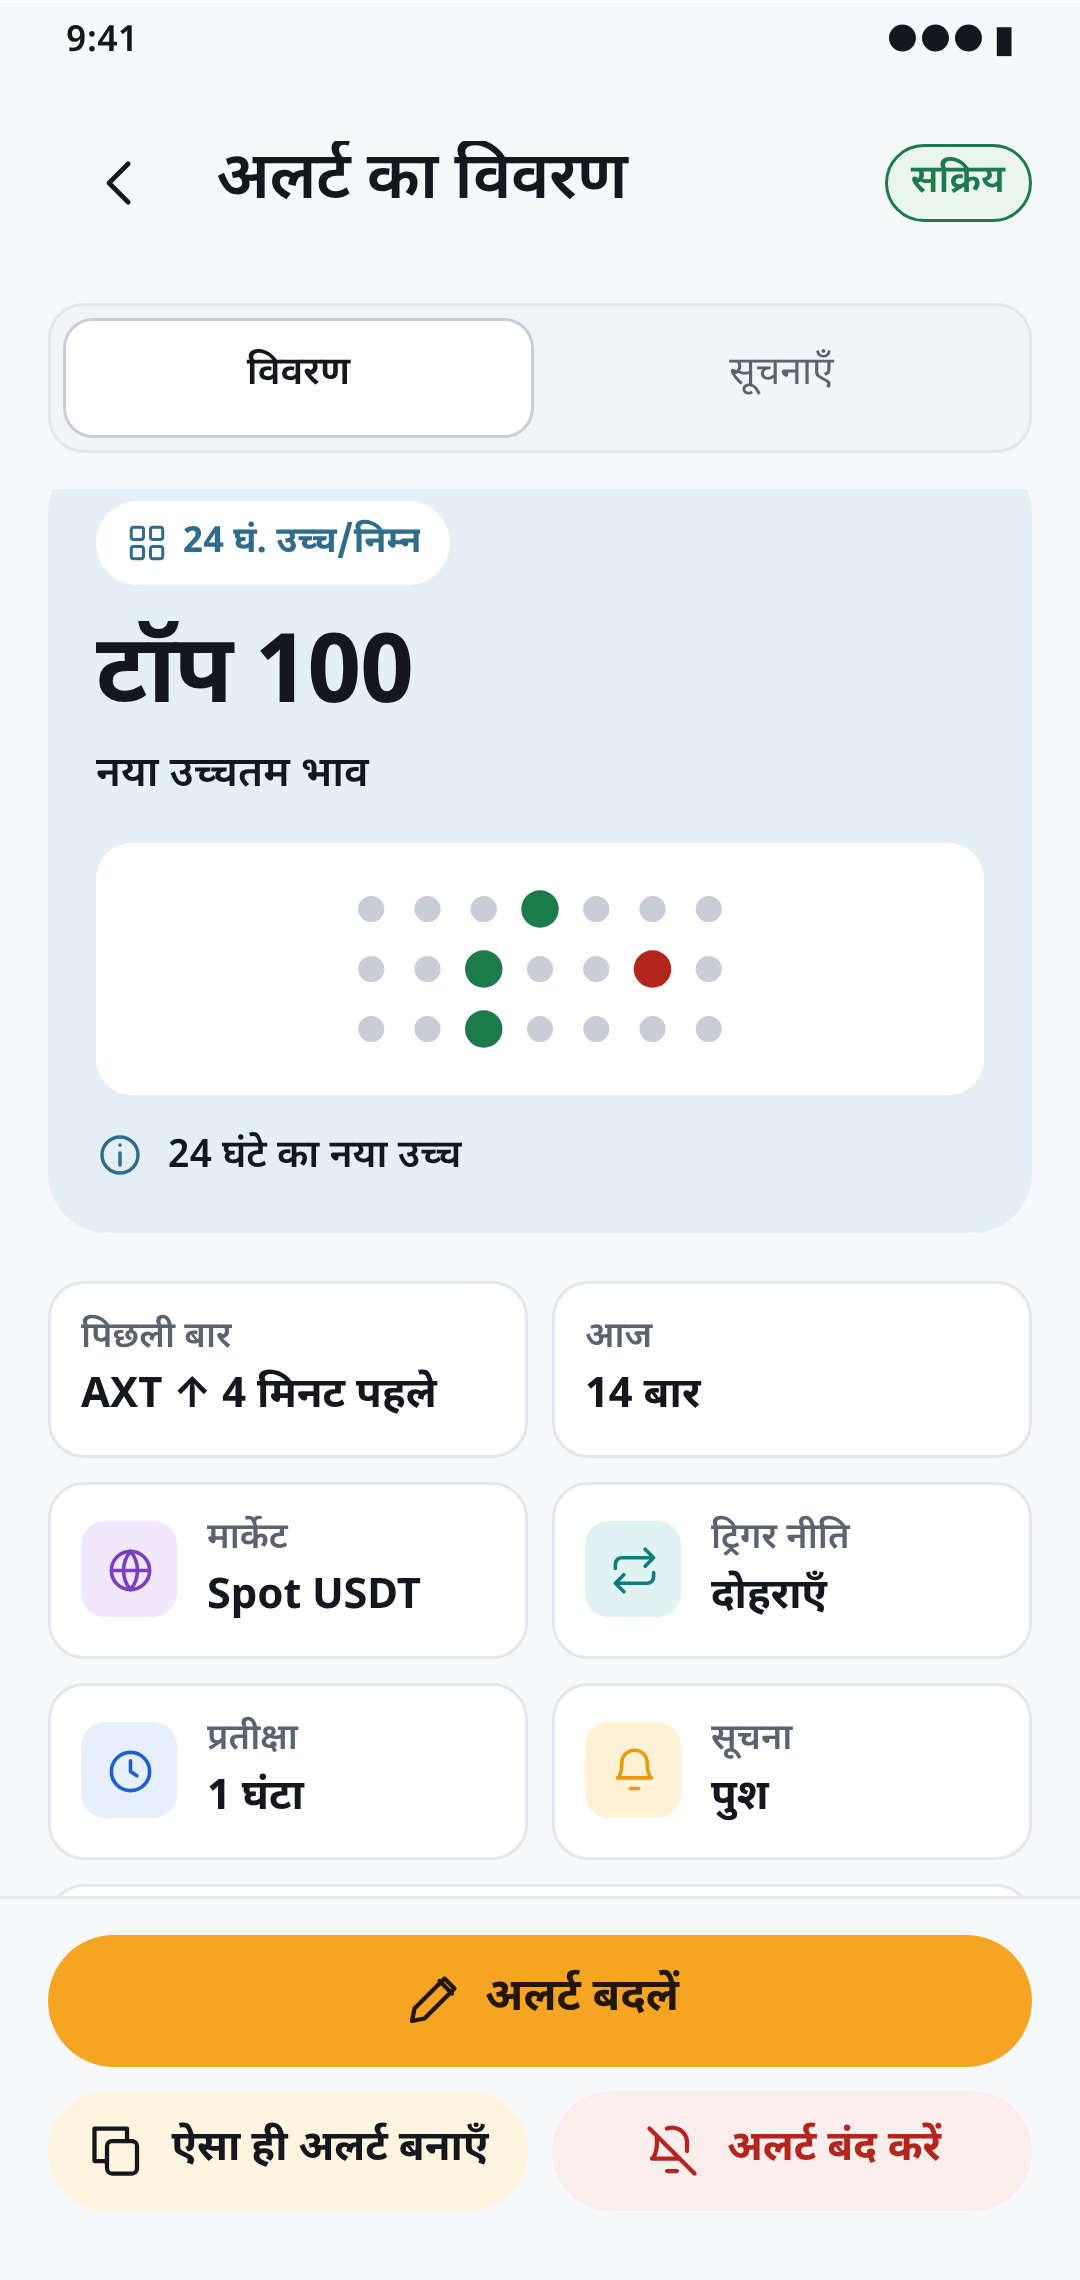 9:41
अलर्ट का विवरण
सक्रिय
विवरण
सूचनाएँ
24 घं. उच्च/निम्न
टॉप 100
नया उच्चतम भाव
24 घंटे का नया उच्च
पिछली बार
AXT ↑ 4 मिनट पहले
आज
14 बार
मार्केट
Spot USDT
ट्रिगर नीति
दोहराएँ
प्रतीक्षा
1 घंटा
सूचना
पुश
अलर्ट बदलें
ऐसा ही अलर्ट बनाएँ
अलर्ट बंद करें